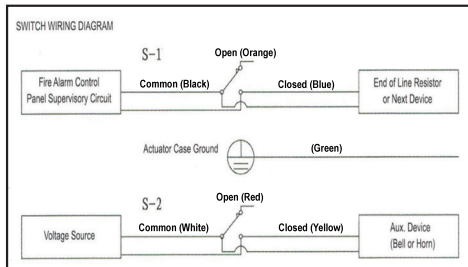 SWITCH WIRING DIAGRAM
S-1
Open (Orange)
Fire Alarm Control
Panel Supervisory Circuit
Common (Black)
Closed (Blue)
End of Line Resistor
or Next Device
Actuator Case Ground
(Green)
S-2
Open (Red)
Voltage Source
Common (White)
Closed (Yellow)
Aux. Device
(Bell or Horn)